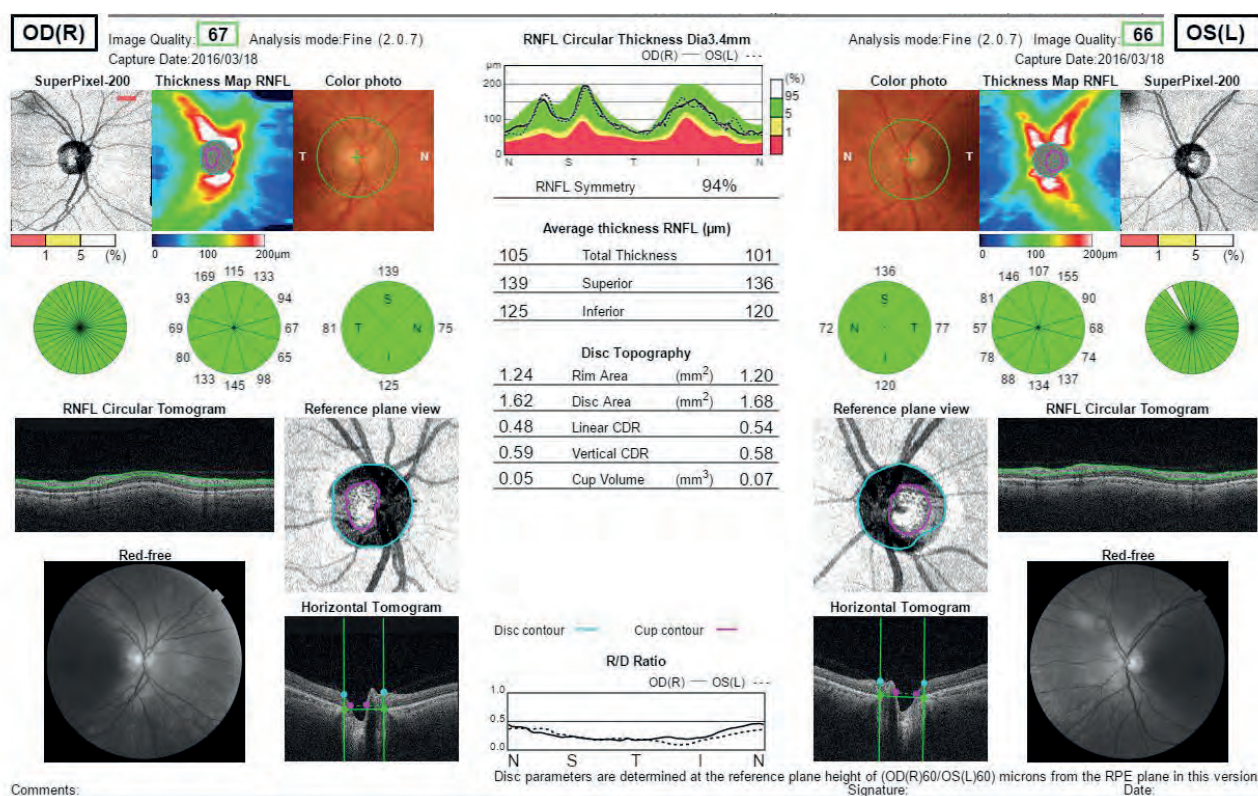 OD(R) Image Quality: 67 Analysis mode:Fine (2.0.7)
Capture Date:2016/03/18
SuperPixel-200 Thickness Map RNFL Color photo
T N
1 5 (%) 0 100 200μm
169 115 133
93 94
69 67
80 65
133 145 98
139
S
81 T N 75
I
125
RNFL Circular Tomogram Reference plane view
Red-free
Horizontal Tomogram
RNFL Circular Thickness Dia3.4mm
OD(R) OS(L)
μm
200
100
N S T I N
(%)
95
5
1
RNFL Symmetry 94%
Average thickness RNFL (μm)
105 Total Thickness 101
139 Superior 136
125 Inferior 120
Disc Topography
1.24 Rim Area (mm²) 1.20
1.62 Disc Area (mm²) 1.68
0.48 Linear CDR 0.54
0.59 Vertical CDR 0.58
0.05 Cup Volume (mm³) 0.07
Disc contour Cup contour
R/D Ratio
OD(R) OS(L)
1.0
0.5
0.0
N S T I N
Analysis mode:Fine (2.0.7) Image Quality: 66 OS(L)
Capture Date:2016/03/18
Color photo Thickness Map RNFL SuperPixel-200
N T
0 100 200μm 1 5 (%)
136
S
72 N T 77
I
120
146 107 155
81 90
57 68
78 74
88 134 137
Reference plane view RNFL Circular Tomogram
Red-free
Horizontal Tomogram
Disc parameters are determined at the reference plane height of (OD(R)60/OS(L)60) microns from the RPE plane in this version
Comments: Signature: Date: